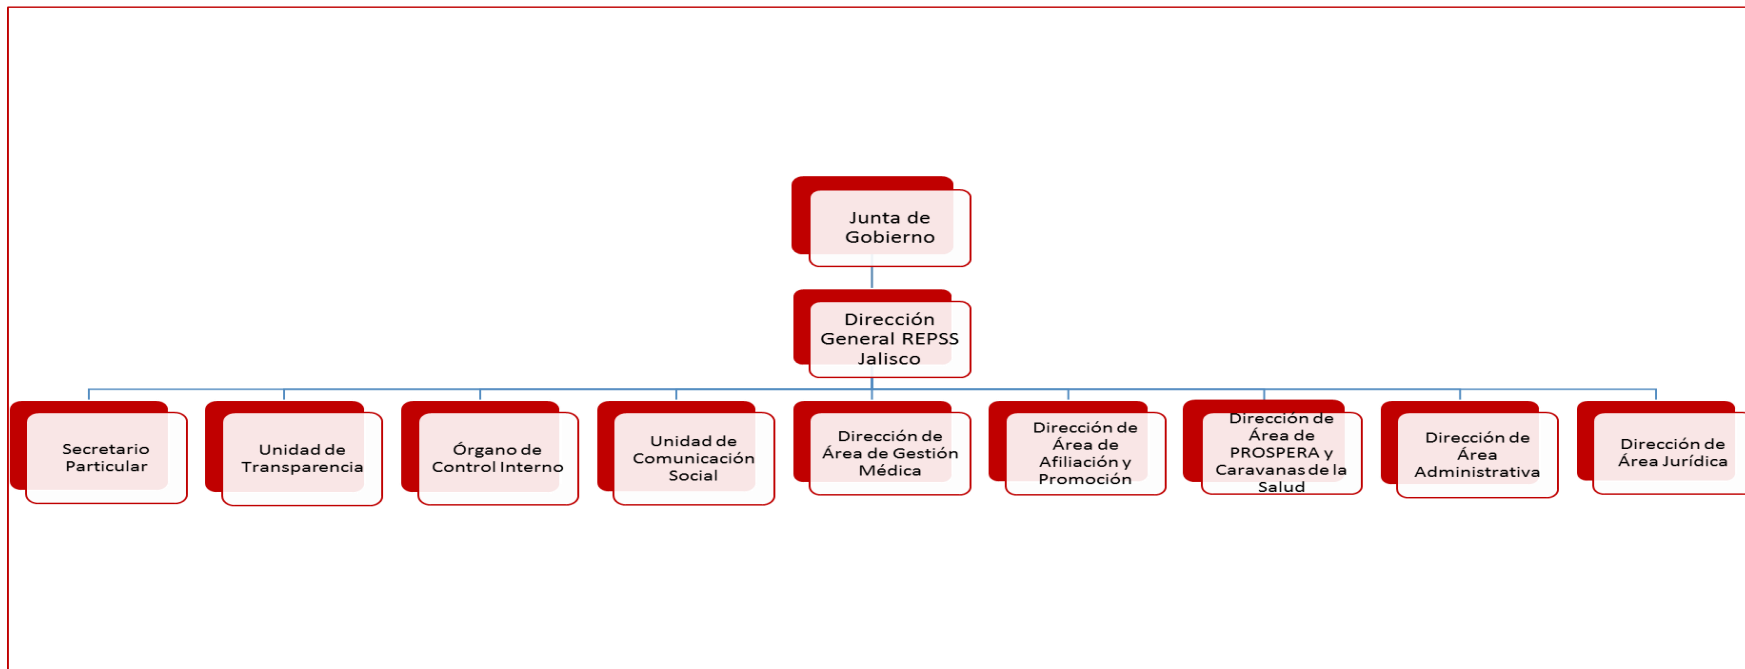 Junta de
Gobierno
Dirección
General REPSS
Jalisco
Secretario
Particular
Unidad de
Transparencia
Órgano de
Control Interno
Unidad de
Comunicación
Social
Dirección de
Área de Gestión
Médica
Dirección de
Área de
Afiliación y
Promoción
Dirección de
Área de
PROSPERA y
Caravanas de la
Salud
Dirección de
Área
Administrativa
Dirección de
Área Jurídica